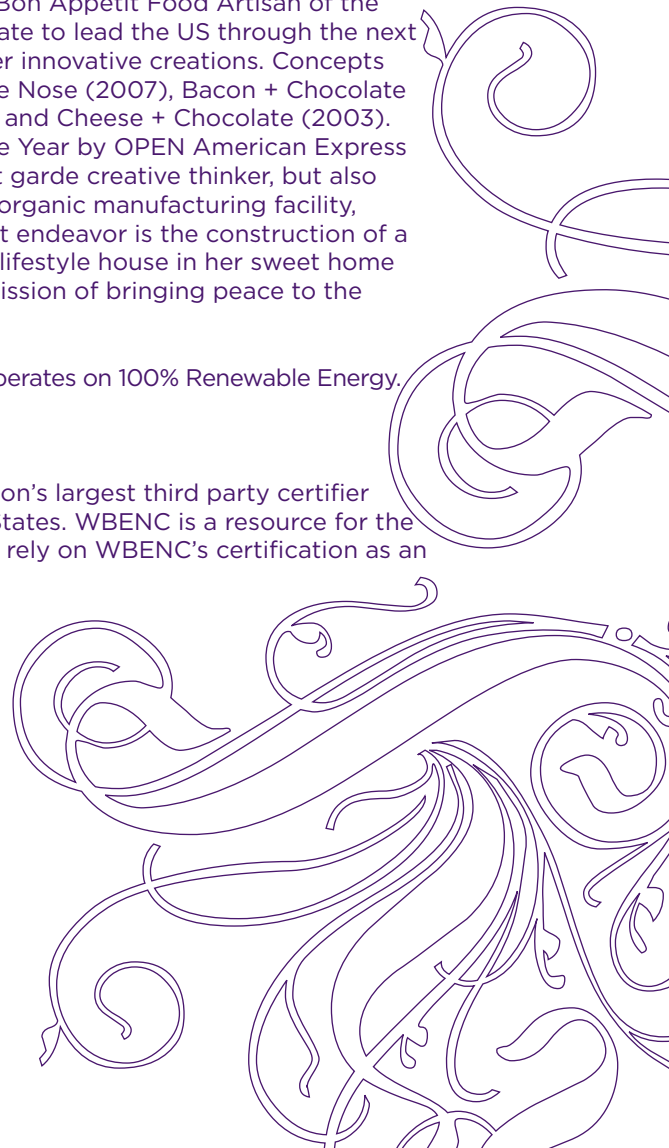 Bon Appetit Food Artisan of the
ate to lead the US through the next
er innovative creations. Concepts
e Nose (2007), Bacon + Chocolate
and Cheese + Chocolate (2003).
e Year by OPEN American Express
t garde creative thinker, but also
organic manufacturing facility,
t endeavor is the construction of a
lifestyle house in her sweet home
ission of bringing peace to the
perates on 100% Renewable Energy.
on’s largest third party certifier
States. WBENC is a resource for the
rely on WBENC’s certification as an